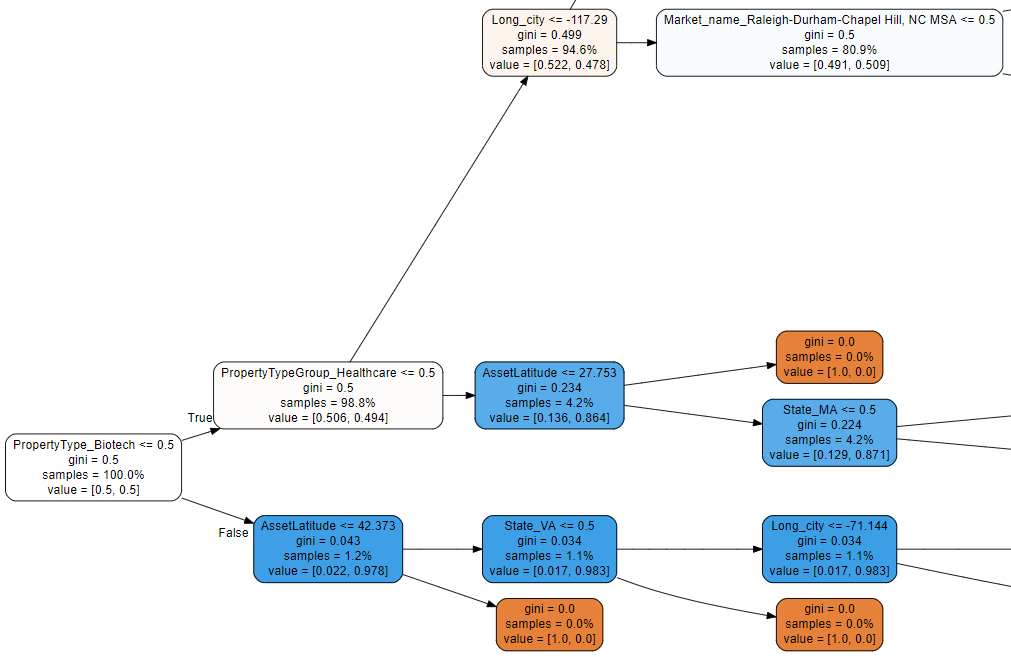 Long_city <= -117.29
gini = 0.499
samples = 94.6%
value = [0.522, 0.478]
Market_name_Raleigh-Durham-Chapel Hill, NC MSA <= 0.5
gini = 0.5
samples = 80.9%
value = [0.491, 0.509]
PropertyTypeGroup_Healthcare <= 0.5
gini = 0.5
samples = 98.8%
value = [0.506, 0.494]
AssetLatitude <= 27.753
gini = 0.234
samples = 4.2%
value = [0.136, 0.864]
gini = 0.0
samples = 0.0%
value = [1.0, 0.0]
State_MA <= 0.5
gini = 0.224
samples = 4.2%
value = [0.129, 0.871]
True
PropertyType_Biotech <= 0.5
gini = 0.5
samples = 100.0%
value = [0.5, 0.5]
False
AssetLatitude <= 42.373
gini = 0.043
samples = 1.2%
value = [0.022, 0.978]
State_VA <= 0.5
gini = 0.034
samples = 1.1%
value = [0.017, 0.983]
Long_city <= -71.144
gini = 0.034
samples = 1.1%
value = [0.017, 0.983]
gini = 0.0
samples = 0.0%
value = [1.0, 0.0]
gini = 0.0
samples = 0.0%
value = [1.0, 0.0]